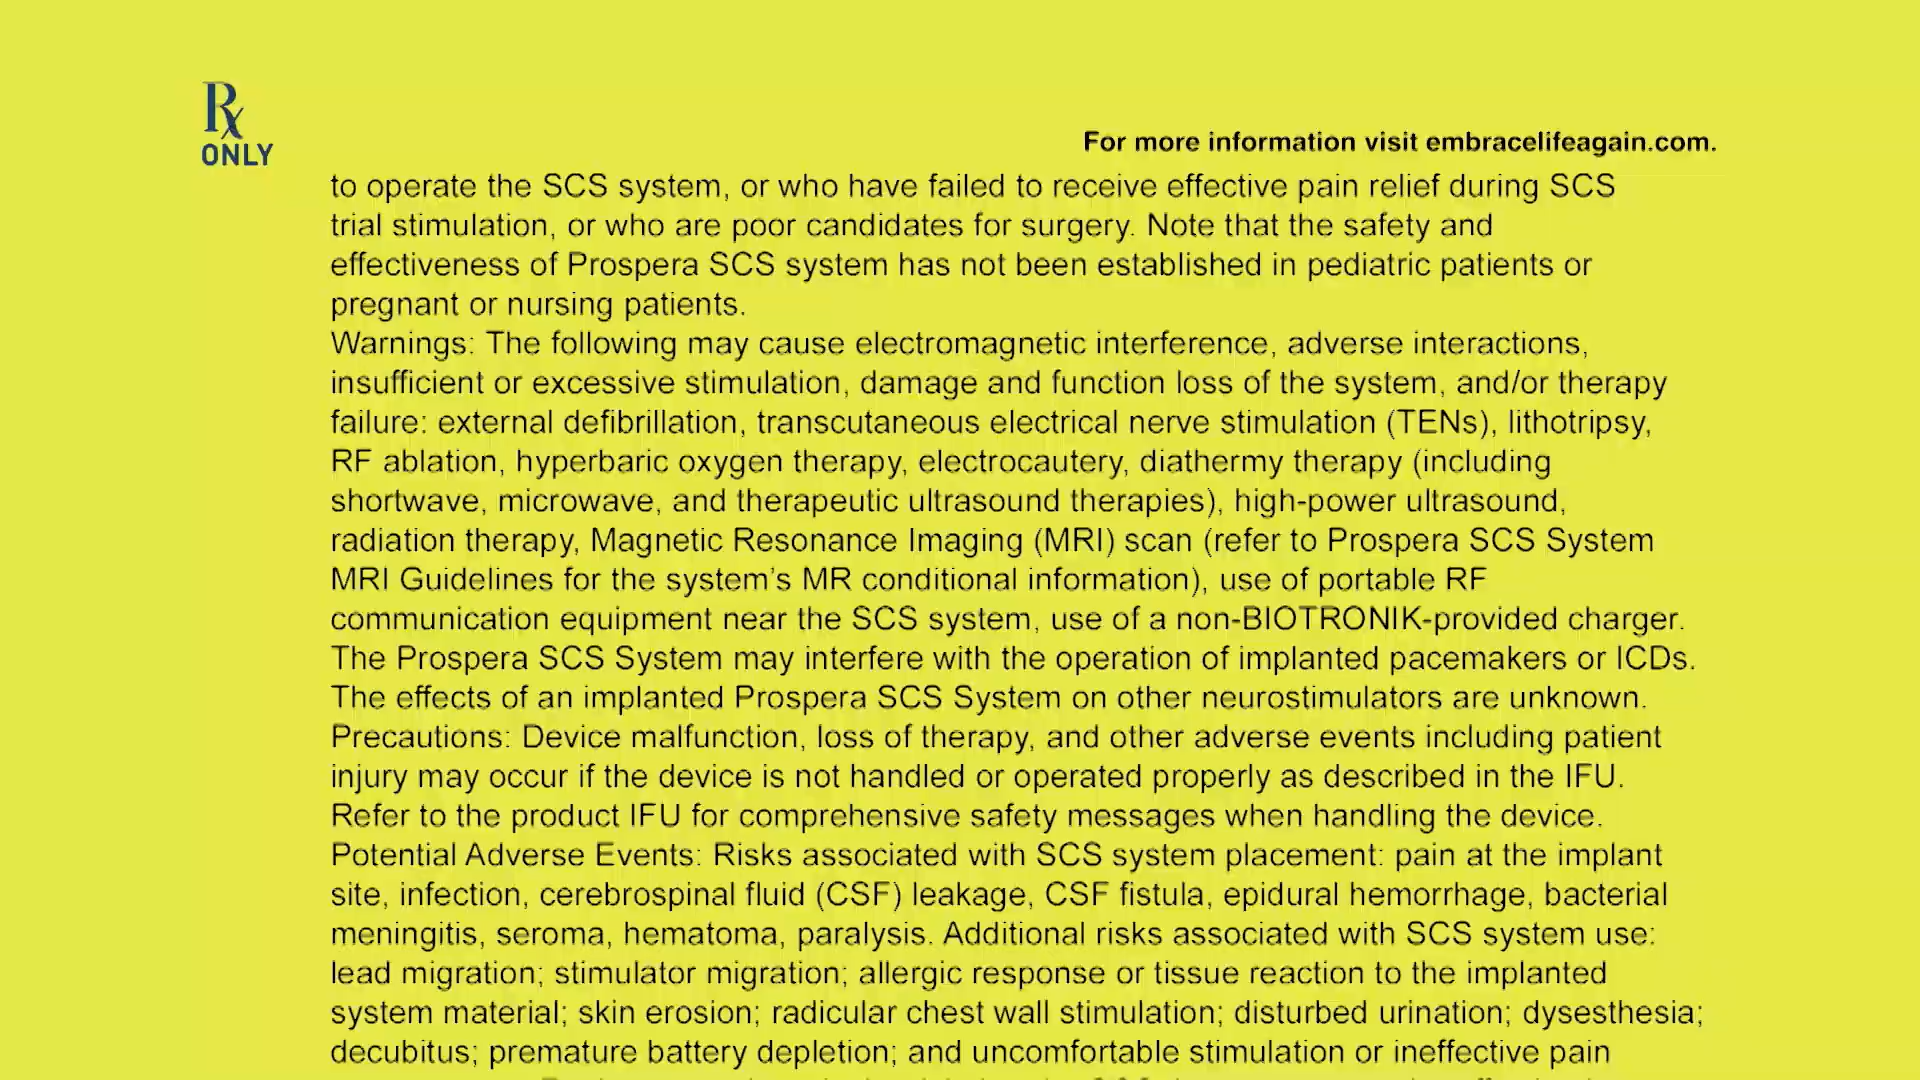 Rx
ONLY
For more information visit embracelifeagain.com.
to operate the SCS system, or who have failed to receive effective pain relief during SCS
trial stimulation, or who are poor candidates for surgery. Note that the safety and
effectiveness of Prospera SCS system has not been established in pediatric patients or
pregnant or nursing patients.
Warnings: The following may cause electromagnetic interference, adverse interactions,
insufficient or excessive stimulation, damage and function loss of the system, and/or therapy
failure: external defibrillation, transcutaneous electrical nerve stimulation (TENs), lithotripsy,
RF ablation, hyperbaric oxygen therapy, electrocautery, diathermy therapy (including
shortwave, microwave, and therapeutic ultrasound therapies), high-power ultrasound,
radiation therapy, Magnetic Resonance Imaging (MRI) scan (refer to Prospera SCS System
MRI Guidelines for the system’s MR conditional information), use of portable RF
communication equipment near the SCS system, use of a non-BIOTRONIK-provided charger.
The Prospera SCS System may interfere with the operation of implanted pacemakers or ICDs.
The effects of an implanted Prospera SCS System on other neurostimulators are unknown.
Precautions: Device malfunction, loss of therapy, and other adverse events including patient
injury may occur if the device is not handled or operated properly as described in the IFU.
Refer to the product IFU for comprehensive safety messages when handling the device.
Potential Adverse Events: Risks associated with SCS system placement: pain at the implant
site, infection, cerebrospinal fluid (CSF) leakage, CSF fistula, epidural hemorrhage, bacterial
meningitis, seroma, hematoma, paralysis. Additional risks associated with SCS system use:
lead migration; stimulator migration; allergic response or tissue reaction to the implanted
system material; skin erosion; radicular chest wall stimulation; disturbed urination; dysesthesia;
decubitus; premature battery depletion; and uncomfortable stimulation or ineffective pain